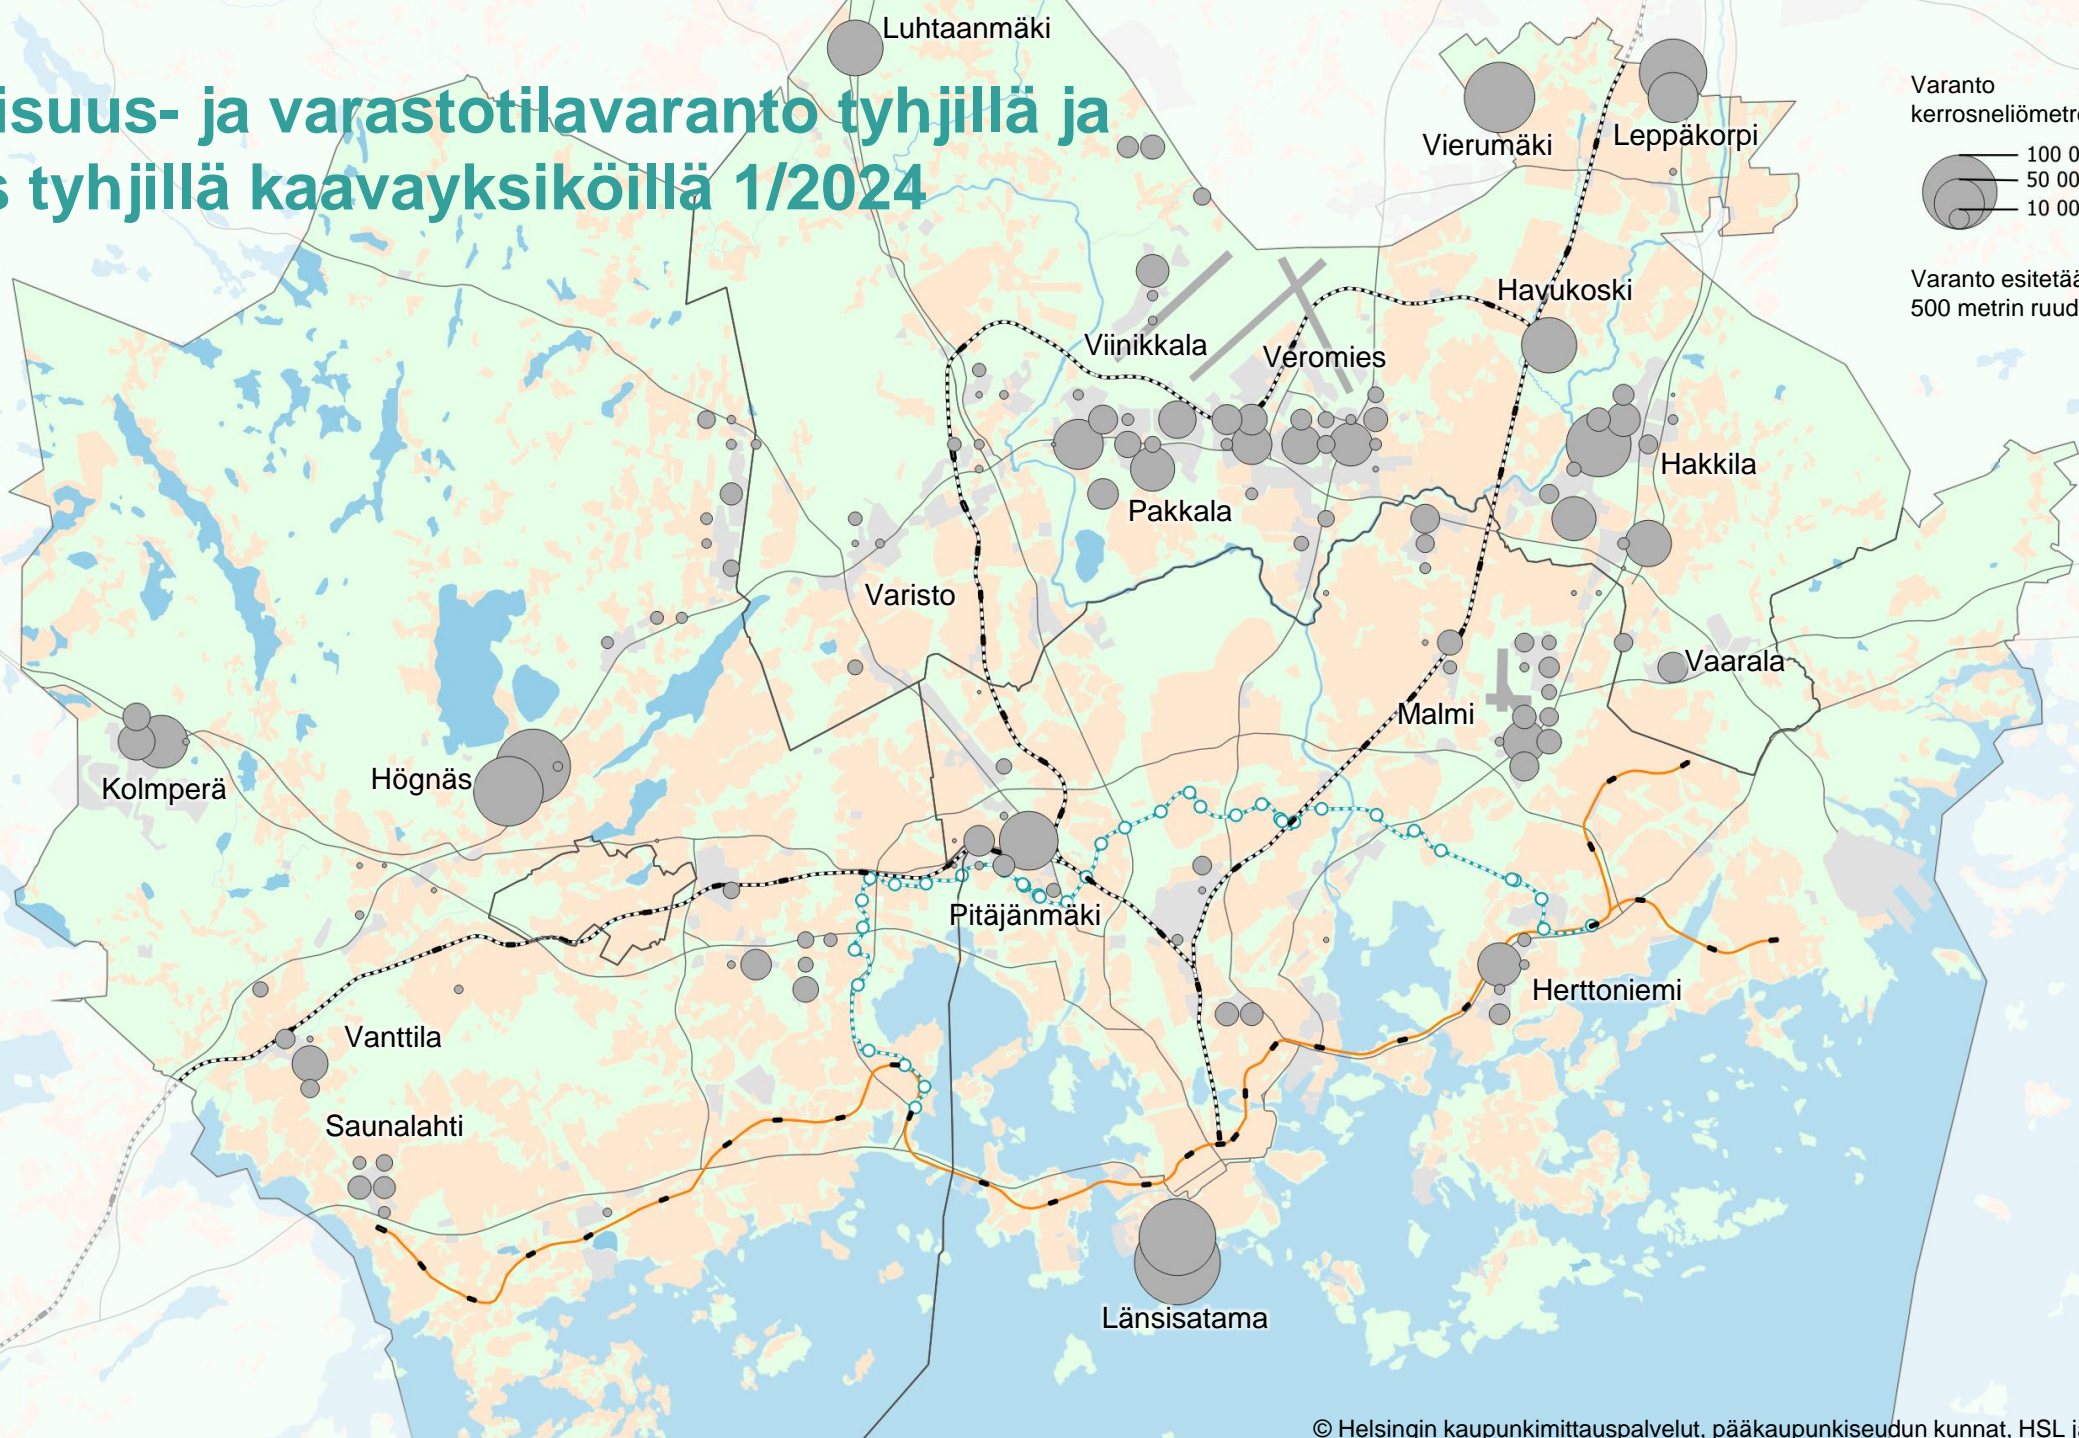 isuus- ja varastotilavaranto tyhjillä ja
s tyhjillä kaavayksiköillä 1/2024
Luhtaanmäki
Vierumäki
Leppäkorpi
Varanto
kerrosneliömetre
100 0
50 00
10 00
Varanto esitetää
500 metrin ruud
Havukoski
Viinikkala
Veromies
Hakkila
Pakkala
Varisto
Vaarala
Malmi
Kolmperä
Högnäs
Pitäjänmäki
Herttoniemi
Vanttila
Saunalahti
Länsisatama
© Helsingin kaupunkimittauspalvelut, pääkaupunkiseudun kunnat, HSL ja